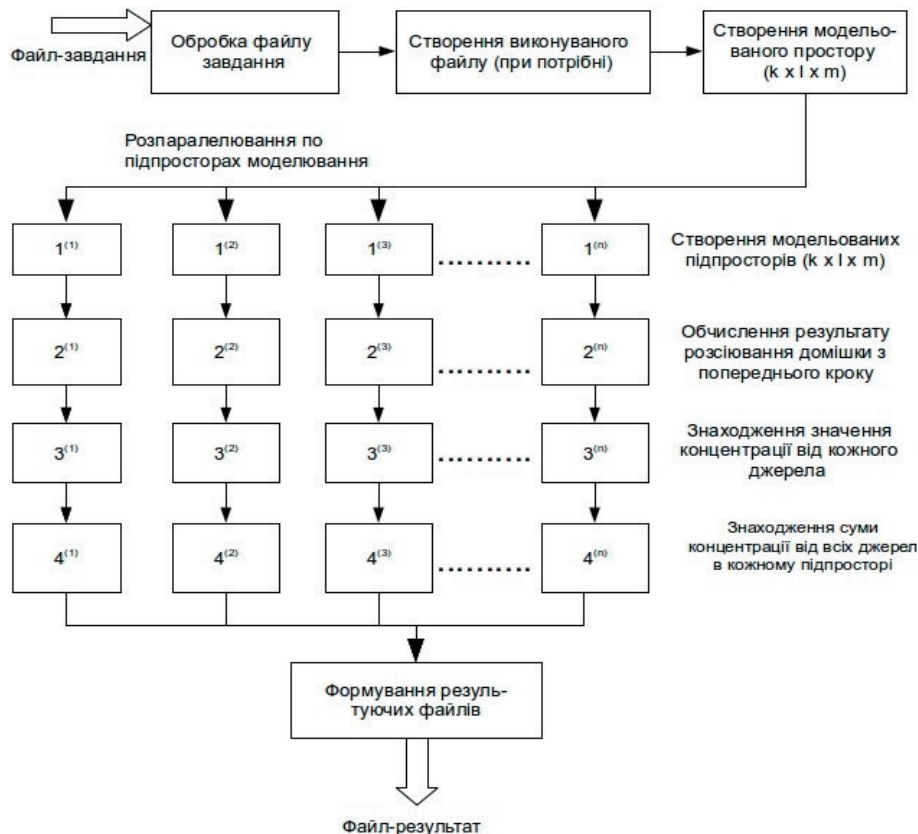 Файл-завдання
Обробка файлу
завдання
Створення виконуваного
файлу (при потрібні)
Створення модельо-
ваного простору
(k x l x m)
Розпаралелювання по
підпросторах моделювання
1(1)
1(2)
1(3)
..........
1(n)
Створення модельованих
підпросторів (k x l x m)
2(1)
2(2)
2(3)
..........
2(n)
Обчислення результату
розсіювання домішки з
попереднього кроку
3(1)
3(2)
3(3)
..........
3(n)
Знаходження значення
концентрації від кожного
джерела
4(1)
4(2)
4(3)
..........
4(n)
Знаходження суми
концентрації від всіх джерел
в кожному підпросторі
Формування резуль-
туючих файлів
Файл-результат